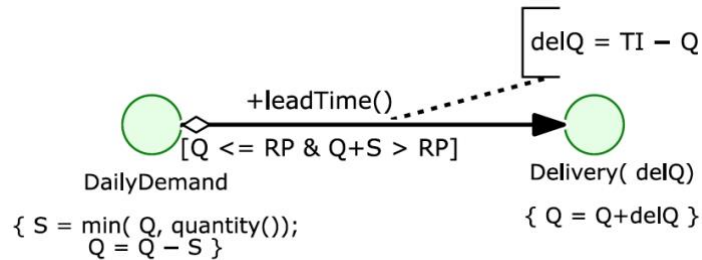 delQ = TI − Q
+leadTime()
[Q <= RP & Q+S > RP]
DailyDemand
Delivery( delQ)
{ S = min( Q, quantity());
Q = Q − S }
{ Q = Q+delQ }